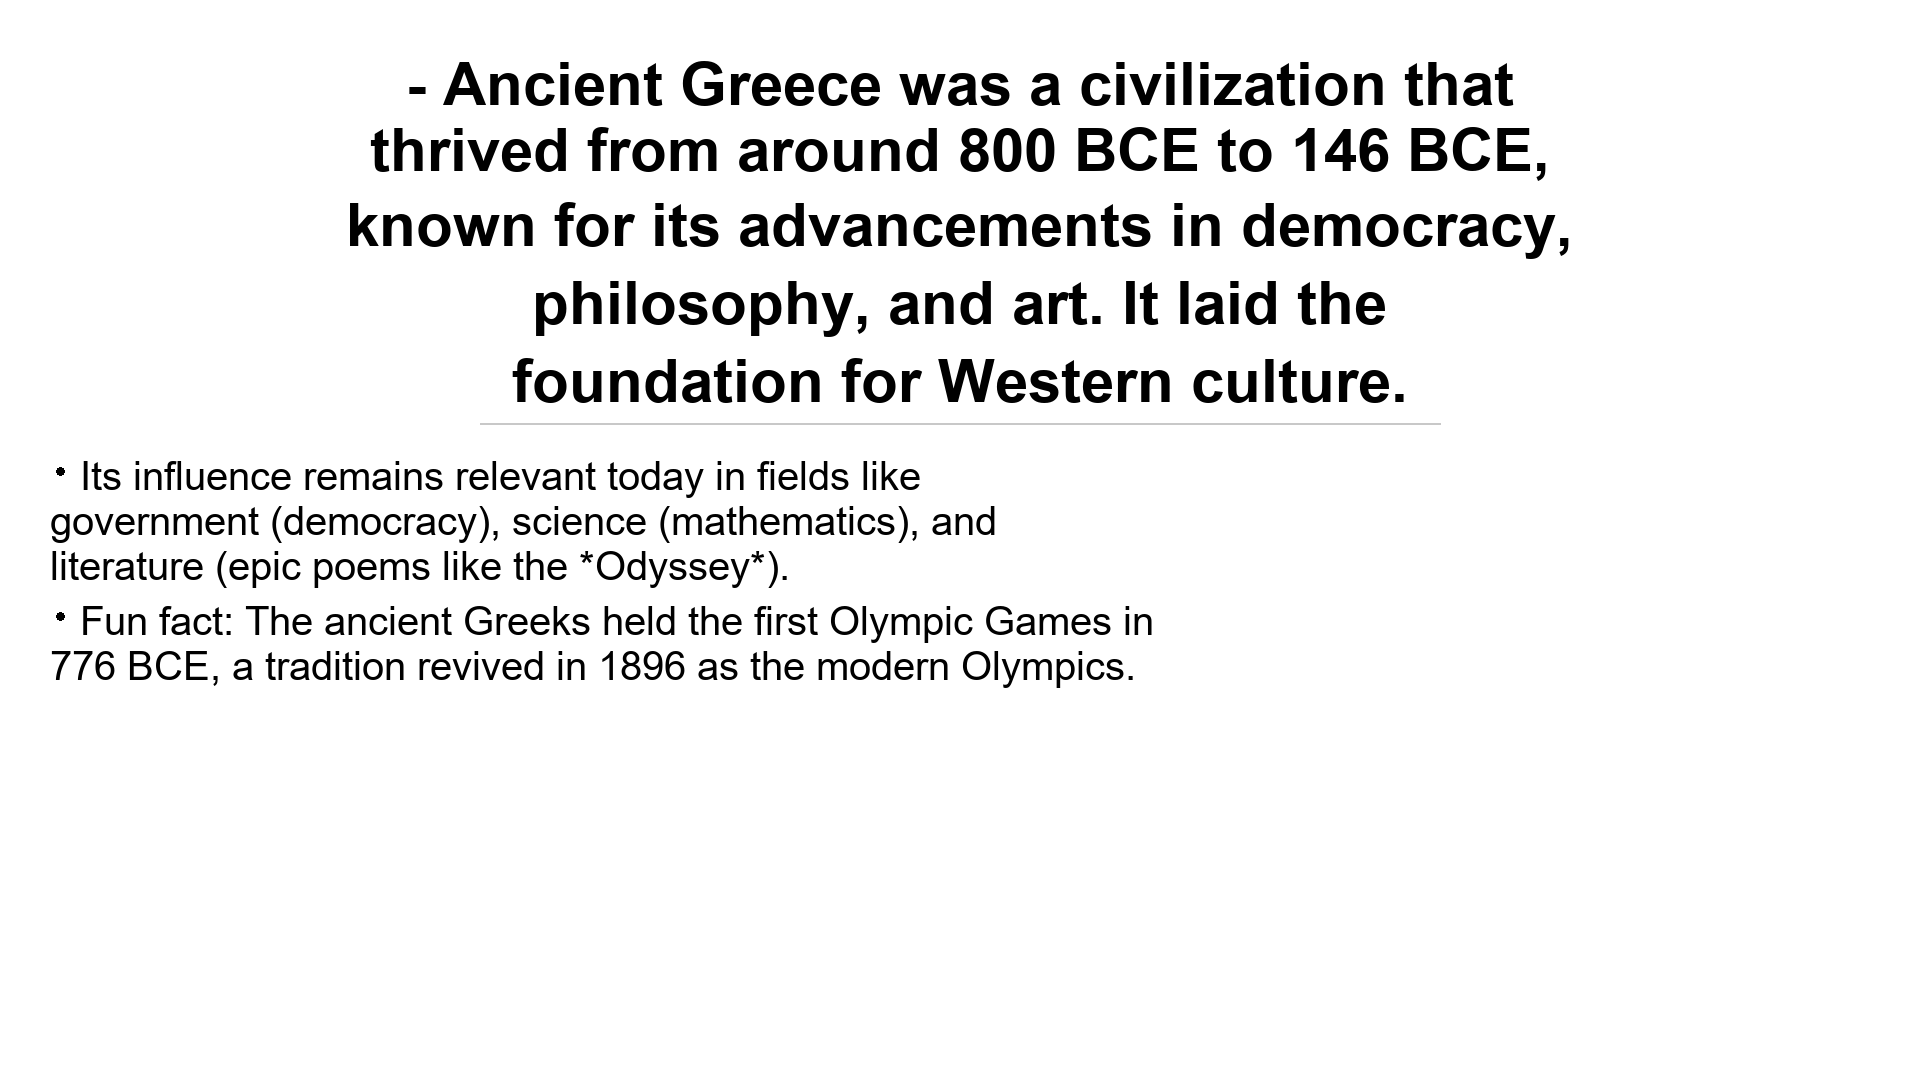 - Ancient Greece was a civilization that
thrived from around 800 BCE to 146 BCE,
known for its advancements in democracy,
philosophy, and art. It laid the
foundation for Western culture.
• Its influence remains relevant today in fields like
government (democracy), science (mathematics), and
literature (epic poems like the *Odyssey*).
• Fun fact: The ancient Greeks held the first Olympic Games in
776 BCE, a tradition revived in 1896 as the modern Olympics.